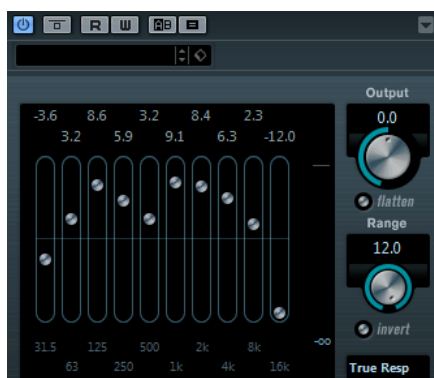 R W AB
Output
-3.6 8.6 3.2 8.4 2.3 0.0
3.2 5.9 9.1 6.3 -12.0
flatten
Range
12.0
invert
31.5 125 500 2k 8k -∞
63 250 1k 4k 16k True Resp